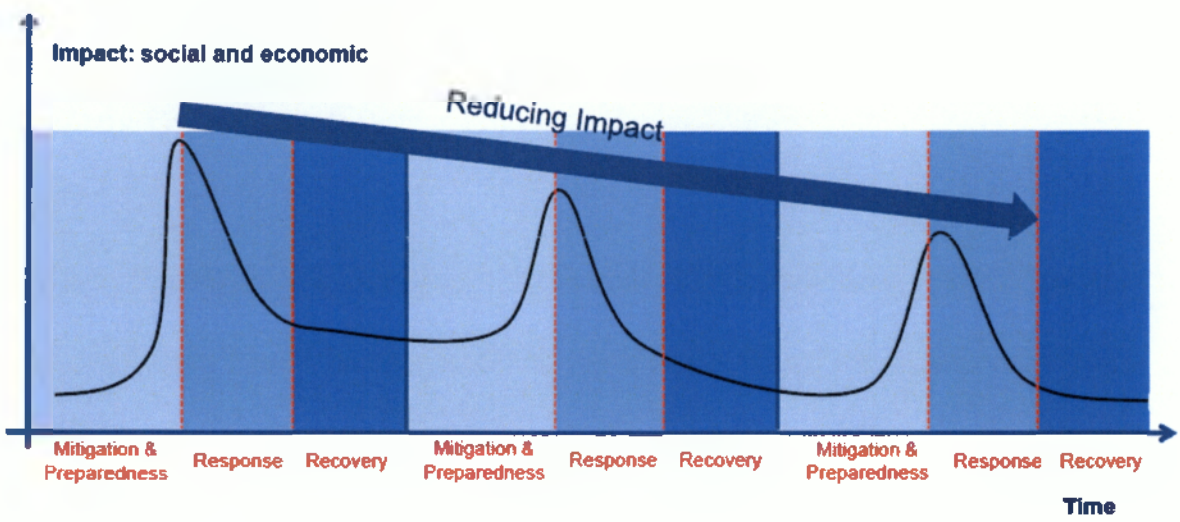 Impact: social and economic
Reducing Impact
Mitigation &
Preparedness
Response
Recovery
Mitigation &
Preparedness
Response
Recovery
Mitigation &
Preparedness
Response
Recovery
Time